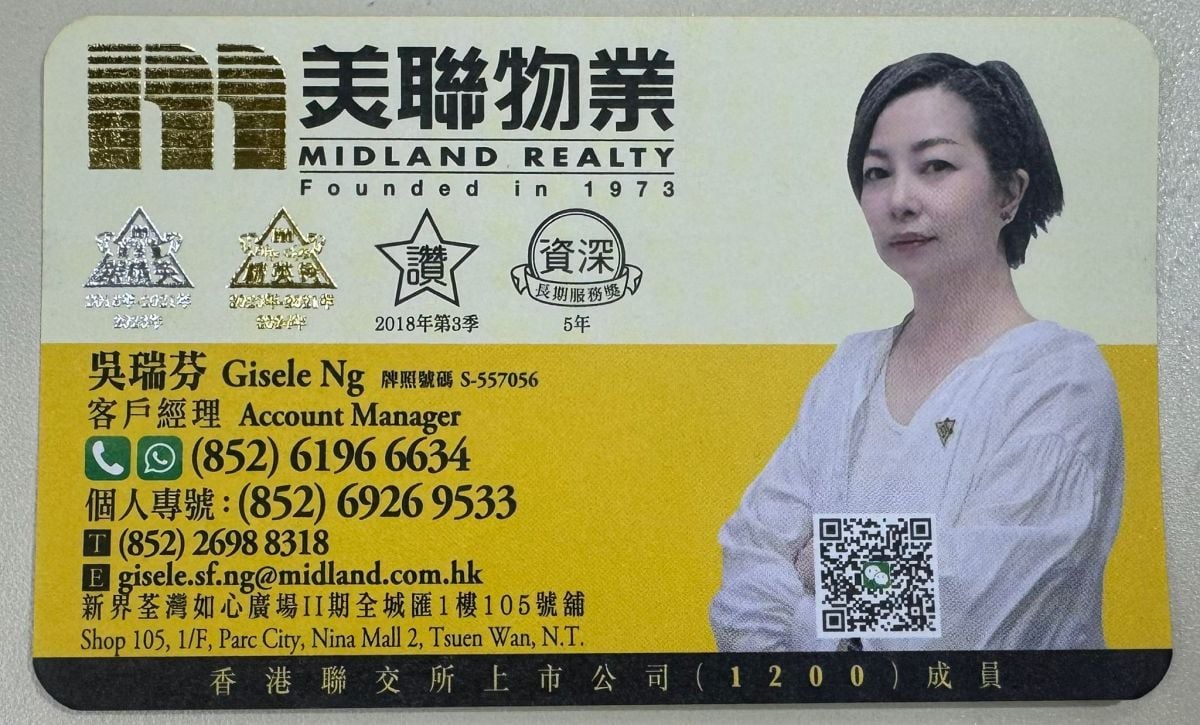 美聯物業
MIDLAND REALTY
Founded in 1973
讚
資深
長期服務獎
2018年第3季
5年
吳瑞芬 Gisele Ng 牌照號碼 S-557056
客戶經理 Account Manager
(852) 6196 6634
個人專號：(852) 6926 9533
T (852) 2698 8318
E gisele.sf.ng@midland.com.hk
新界荃灣如心廣場II期全城匯1樓105號舖
Shop 105, 1/F, Parc City, Nina Mall 2, Tsuen Wan, N.T.
香港聯交所上市公司(1200)成員